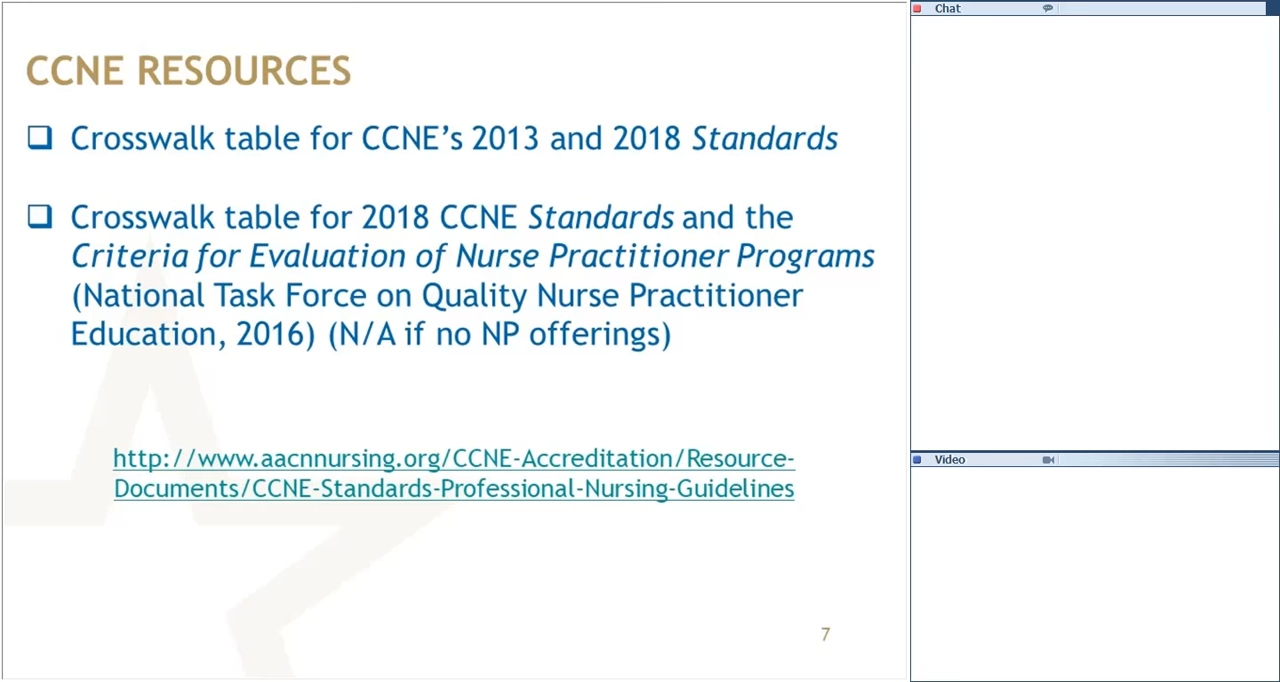 CCNE RESOURCES
Crosswalk table for CCNE’s 2013 and 2018 Standards
Crosswalk table for 2018 CCNE Standards and the
Criteria for Evaluation of Nurse Practitioner Programs
(National Task Force on Quality Nurse Practitioner
Education, 2016) (N/A if no NP offerings)
http://www.aacnnursing.org/CCNE-Accreditation/Resource-
Documents/CCNE-Standards-Professional-Nursing-Guidelines
7
Chat
Video